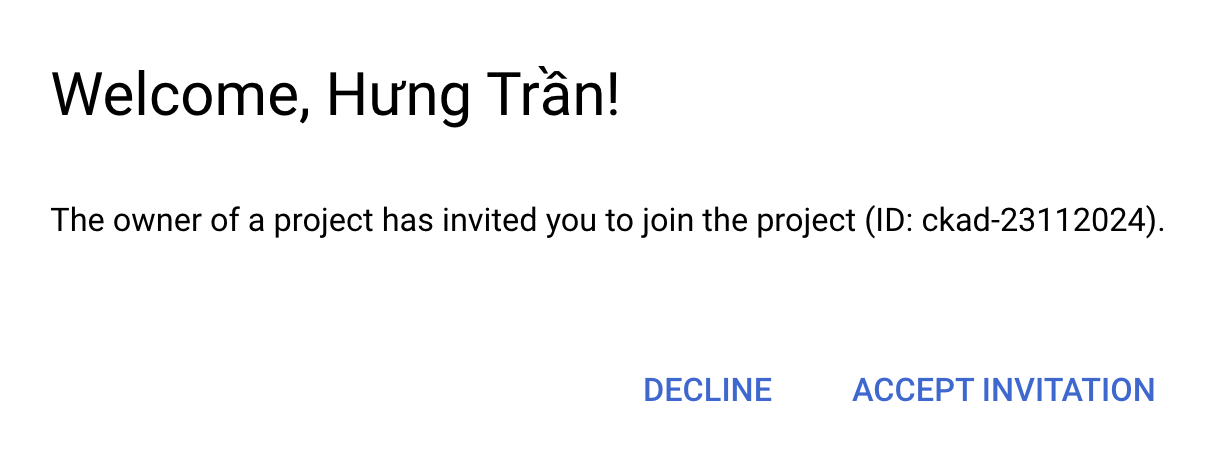 Welcome, Hưng Trần!
The owner of a project has invited you to join the project (ID: ckad-23112024).
DECLINE ACCEPT INVITATION